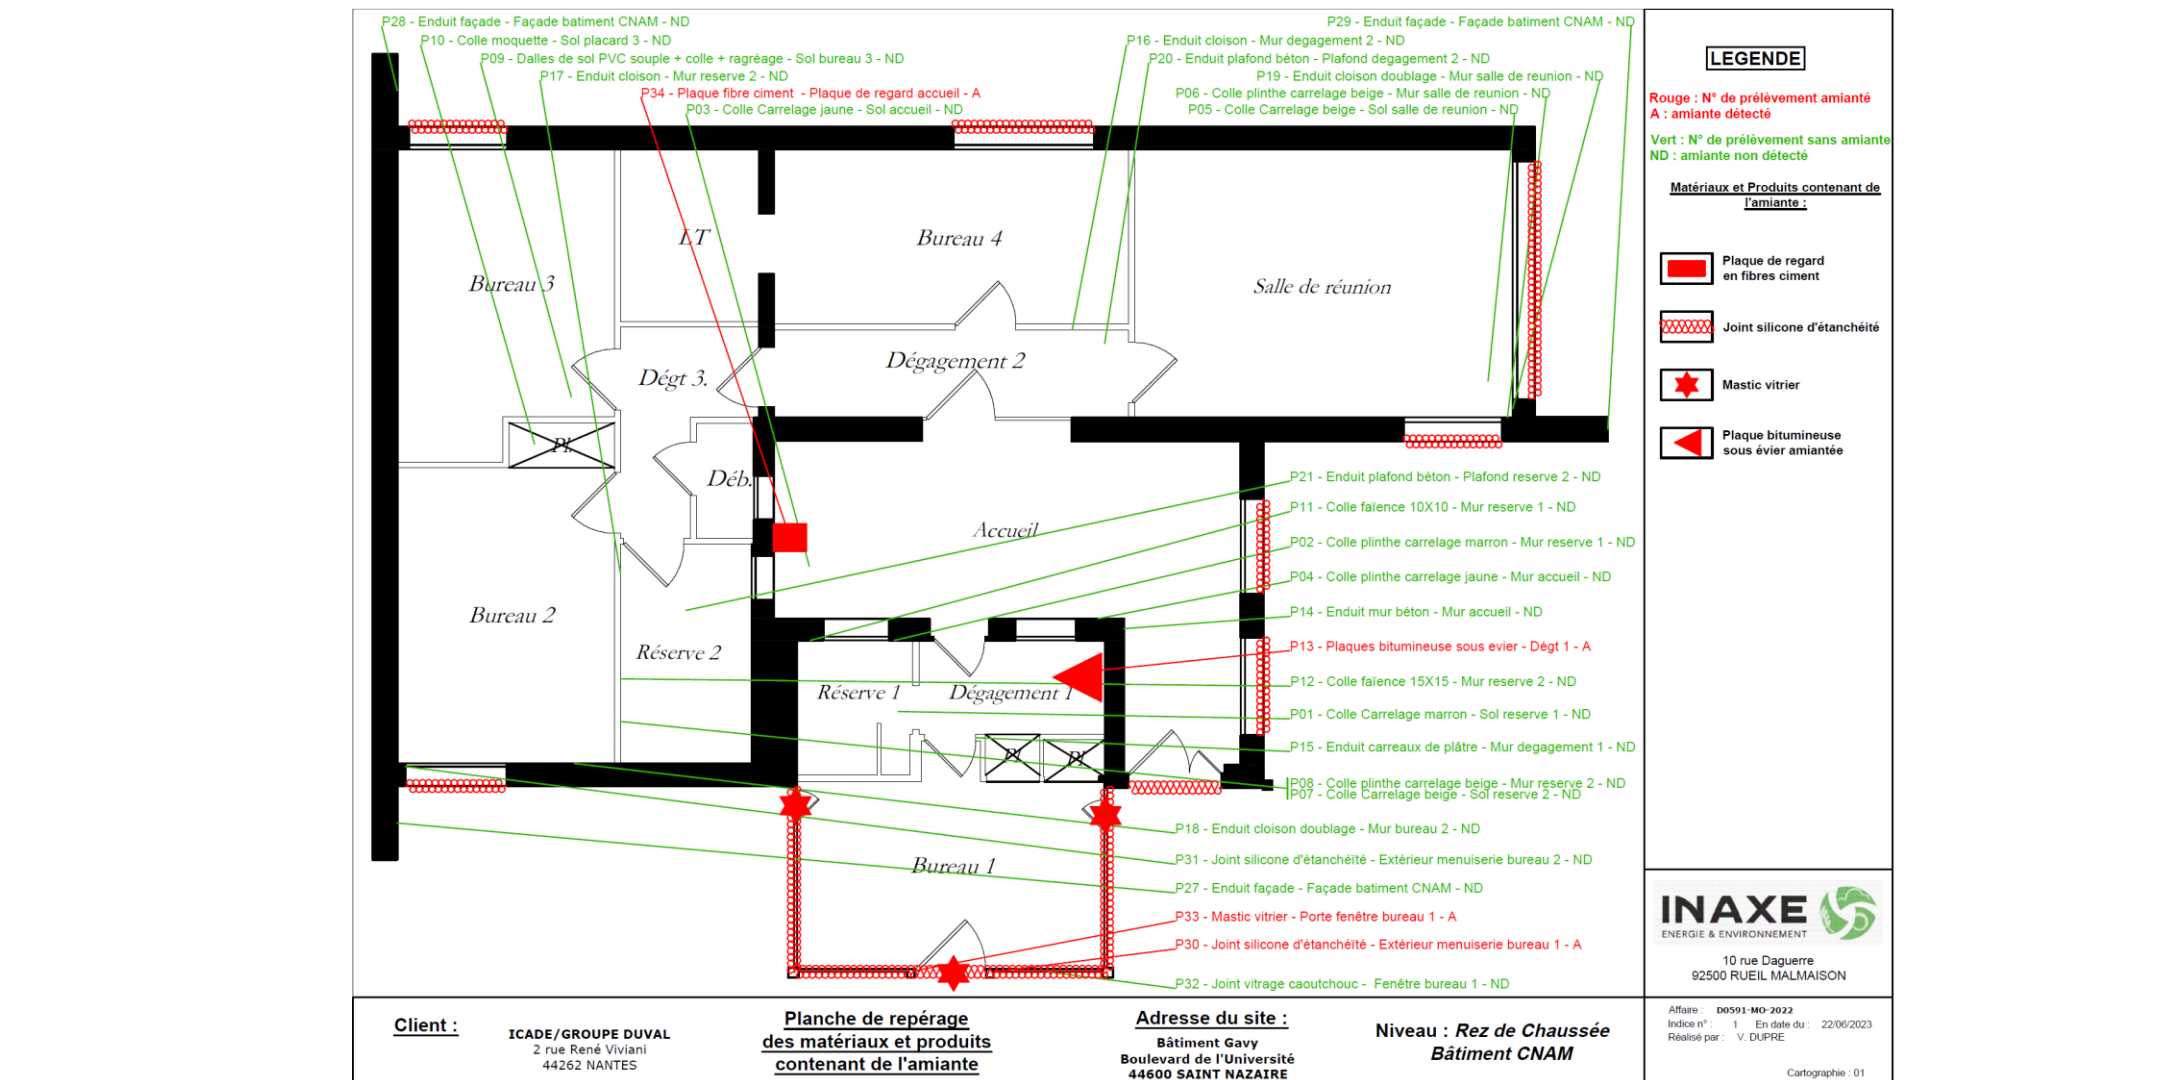 P28 - Enduit façade - Façade batiment CNAM - ND
P29 - Enduit façade - Façade batiment CNAM - ND
P10 - Colle moquette - Sol placard 3 - ND
P16 - Enduit cloison - Mur degagement 2 - ND
P09 - Dalles de sol PVC souple + colle + ragréage - Sol bureau 3 - ND
P20 - Enduit plafond béton - Plafond degagement 2 - ND
P17 - Enduit cloison - Mur reserve 2 - ND
P19 - Enduit cloison doublage - Mur salle de reunion - ND
P34 - Plaque fibre ciment - Plaque de regard accueil - A
P06 - Colle plinthe carrelage beige - Mur salle de reunion - ND
P03 - Colle Carrelage jaune - Sol accueil - ND
P05 - Colle Carrelage beige - Sol salle de reunion - ND
LT
Bureau 4
Bureau 3
Salle de réunion
Dégagement 2
Dégt 3.
Pl.
Déb.
Accueil
Bureau 2
Réserve 2
Réserve 1
Dégagement 1
Pl
Pl
Bureau 1
P21 - Enduit plafond béton - Plafond reserve 2 - ND
P11 - Colle faïence 10X10 - Mur reserve 1 - ND
P02 - Colle plinthe carrelage marron - Mur reserve 1 - ND
P04 - Colle plinthe carrelage jaune - Mur accueil - ND
P14 - Enduit mur béton - Mur accueil - ND
P13 - Plaques bitumineuse sous evier - Dégt 1 - A
P12 - Colle faïence 15X15 - Mur reserve 2 - ND
P01 - Colle Carrelage marron - Sol reserve 1 - ND
P15 - Enduit carreaux de plâtre - Mur degagement 1 - ND
P08 - Colle plinthe carrelage beige - Mur reserve 2 - ND
P07 - Colle Carrelage beige - Sol reserve 2 - ND
P18 - Enduit cloison doublage - Mur bureau 2 - ND
P31 - Joint silicone d'étanchéïté - Extérieur menuiserie bureau 2 - ND
P27 - Enduit façade - Façade batiment CNAM - ND
P33 - Mastic vitrier - Porte fenêtre bureau 1 - A
P30 - Joint silicone d'étanchéïté - Extérieur menuiserie bureau 1 - A
P32 - Joint vitrage caoutchouc - Fenêtre bureau 1 - ND
LEGENDE
Rouge : N° de prélèvement amianté
A : amiante détecté
Vert : N° de prélèvement sans amiante
ND : amiante non détecté
Matériaux et Produits contenant de
l'amiante :
Plaque de regard
en fibres ciment
Joint silicone d'étanchéité
Mastic vitrier
Plaque bitumineuse
sous évier amiantée
INAXE
ENERGIE & ENVIRONNEMENT
10 rue Daguerre
92500 RUEIL MALMAISON
Client :
ICADE/GROUPE DUVAL
2 rue René Viviani
44262 NANTES
Planche de repérage
des matériaux et produits
contenant de l'amiante
Adresse du site :
Bâtiment Gavy
Boulevard de l'Université
44600 SAINT NAZAIRE
Niveau : Rez de Chaussée
Bâtiment CNAM
Affaire : D0591-MO-2022
Indice n° : 1 En date du : 22/06/2023
Réalisé par : V. DUPRE
Cartographie : 01